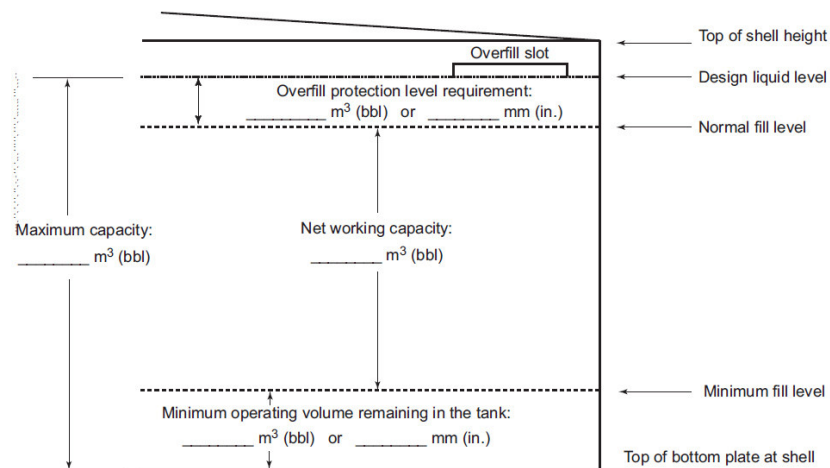 Top of shell height
Overfill slot
Design liquid level
Overfill protection level requirement:
________ m³ (bbl) or ________ mm (in.)
Normal fill level
Maximum capacity:
________ m³ (bbl)
Net working capacity:
________ m³ (bbl)
Minimum fill level
Minimum operating volume remaining in the tank:
________ m³ (bbl) or ________ mm (in.)
Top of bottom plate at shell